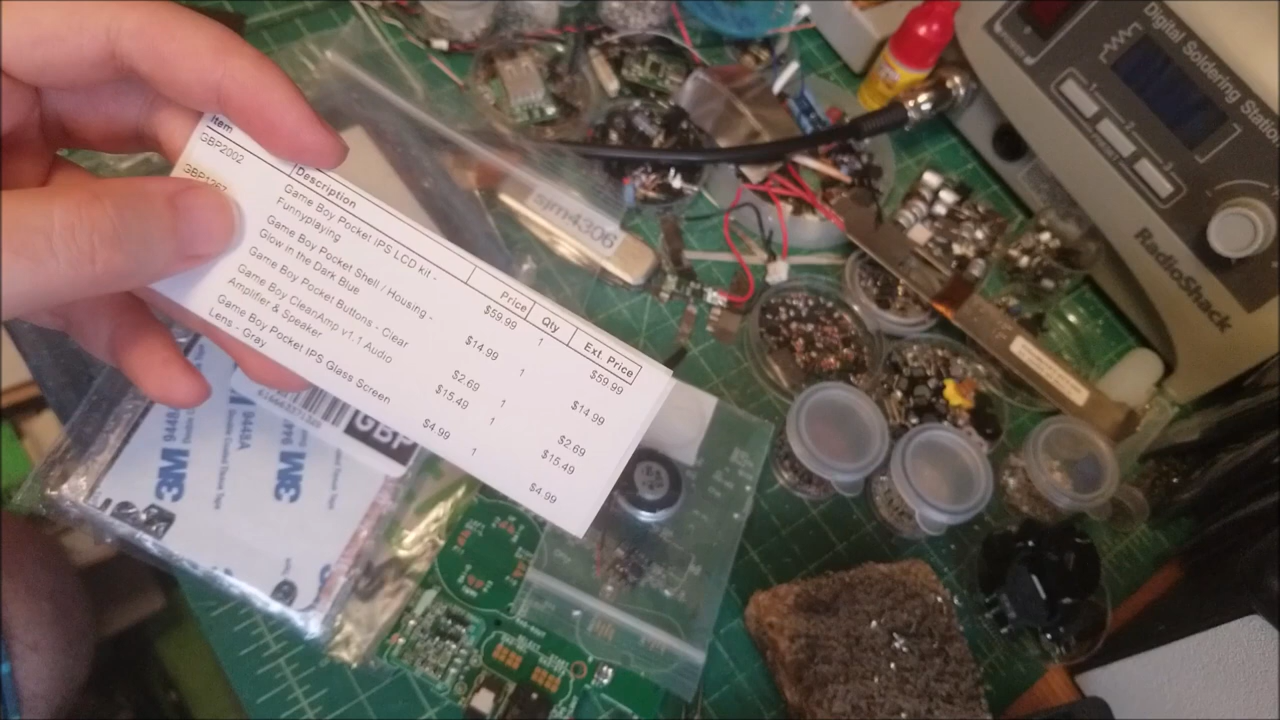 Item
Description
Price
Qty
Ext. Price
GBP2002
Game Boy Pocket IPS LCD kit -
Funnyplaying
$59.99
1
$59.99
GBP1267
Game Boy Pocket Shell / Housing -
Glow in the Dark Blue
$14.99
1
$14.99
Game Boy Pocket Buttons - Clear
$2.69
1
$2.69
Game Boy CleanAmp v1.1 Audio
Amplifier & Speaker
$15.49
1
$15.49
Game Boy Pocket IPS Glass Screen
Lens - Gray
$4.99
1
$4.99
sjm4306
Digital Soldering Station
RadioShack
3M 9448A
3M 9448A
GBP